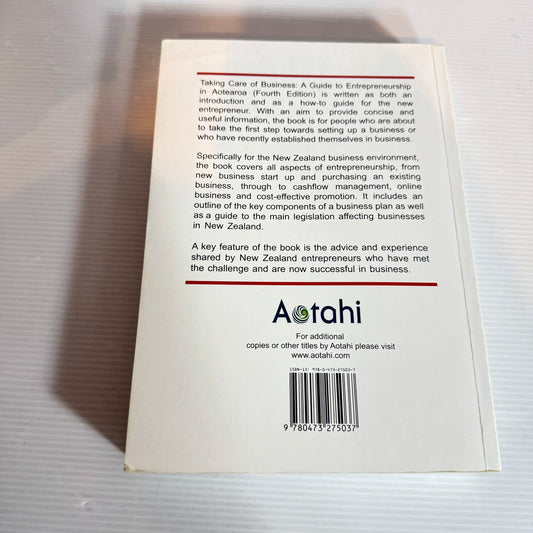 Taking Care of Business: A Guide to Entrepreneurship
in Aotearoa (Fourth Edition) is written as both an
introduction and as a how-to guide for the new
entrepreneur. With an aim to provide concise and
useful information, the book is for people who are about
to take the first step towards setting up a business or
who have recently established themselves in business.
Specifically for the New Zealand business environment,
the book covers all aspects of entrepreneurship, from
new business start up and purchasing an existing
business, through to cashflow management, online
business and cost-effective promotion. It includes an
outline of the key components of a business plan as well
as a guide to the main legislation affecting businesses
in New Zealand.
A key feature of the book is the advice and experience
shared by New Zealand entrepreneurs who have met
the challenge and are now successful in business.
Aotahi
For additional
copies or other titles by Aotahi please visit
www.aotahi.com
ISBN-13: 978-0-473-27503-7
9 780473 275037